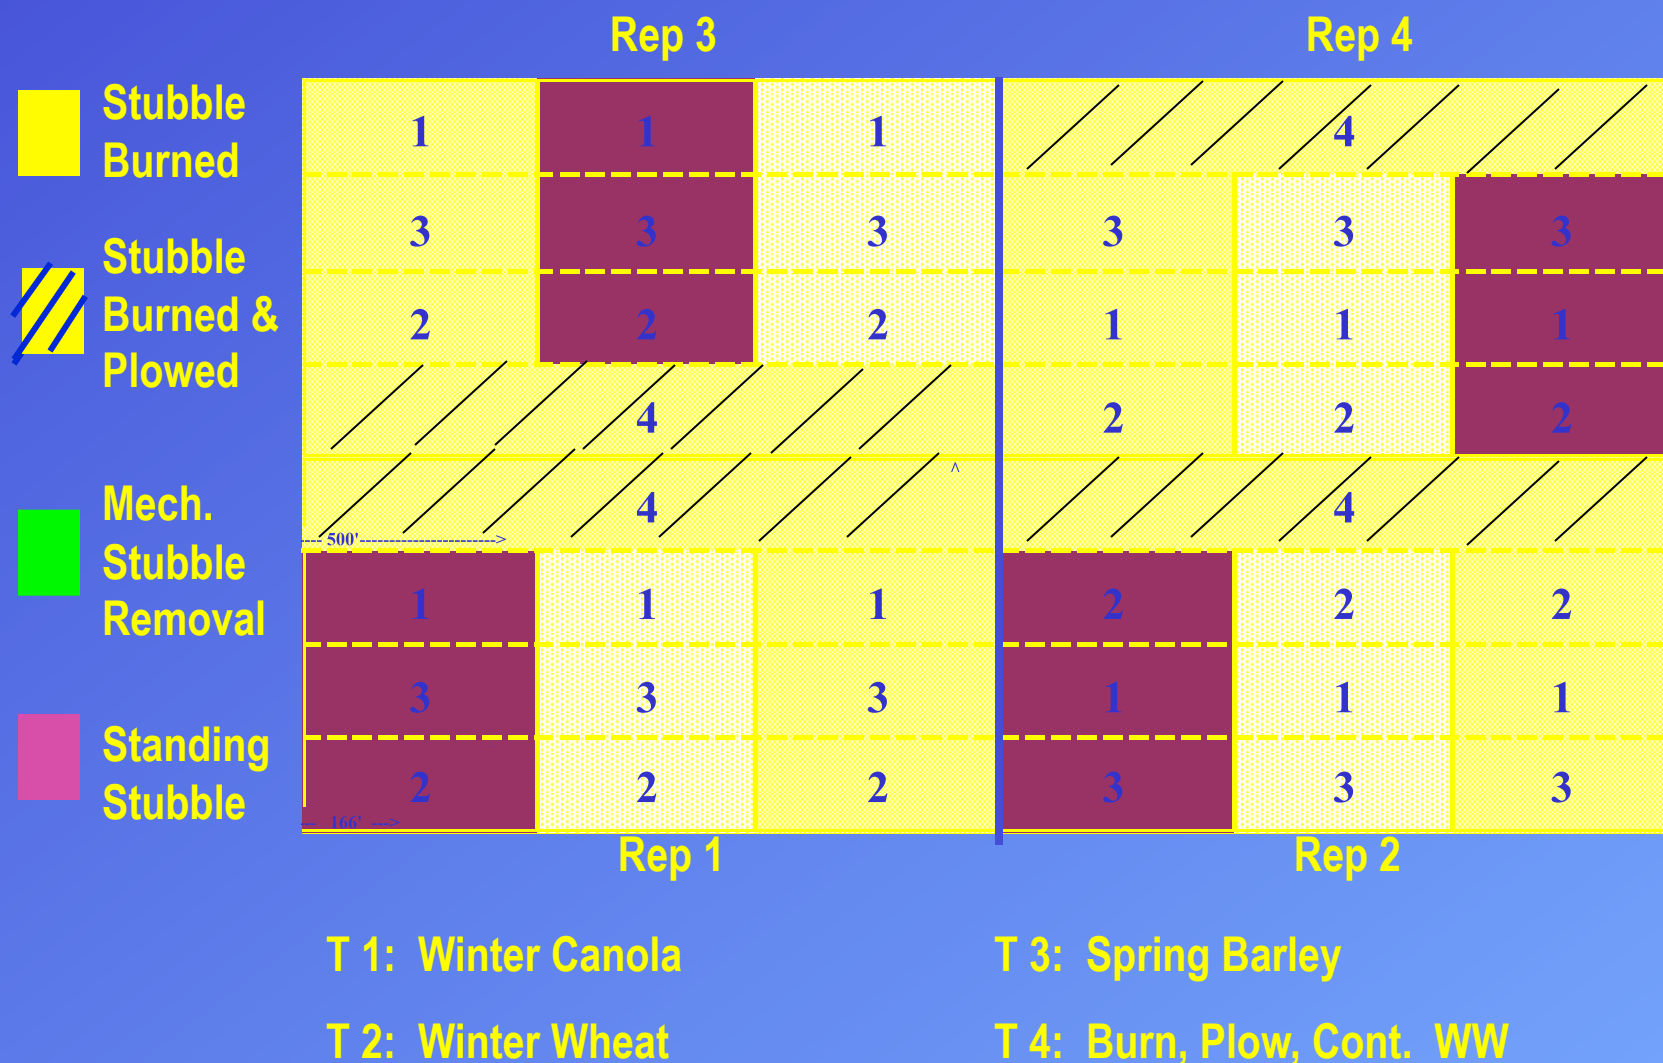 Rep 3
Rep 4
Stubble
Burned
Stubble
Burned &
Plowed
Mech.
Stubble
Removal
Standing
Stubble
1 1 1 4
3 3 3 3 3 3
2 2 2 1 1 1
4 2 2 2
^
4 4
---- 500'----------------------->
1 1 1 2 2 2
3 3 3 1 1 1
2 2 2 3 3 3
--- 166' --->
Rep 1
Rep 2
T 1: Winter Canola
T 3: Spring Barley
T 2: Winter Wheat
T 4: Burn, Plow, Cont. WW